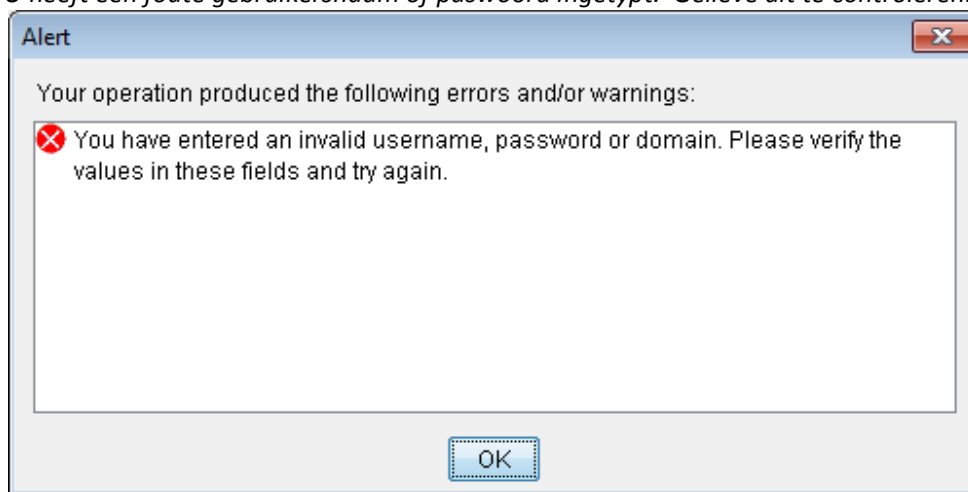 U heeft een foute gebruikersnaam of paswoord ingetypt. Gelieve dit te controleren.
Alert
Your operation produced the following errors and/or warnings:
You have entered an invalid username, password or domain. Please verify the
values in these fields and try again.
OK